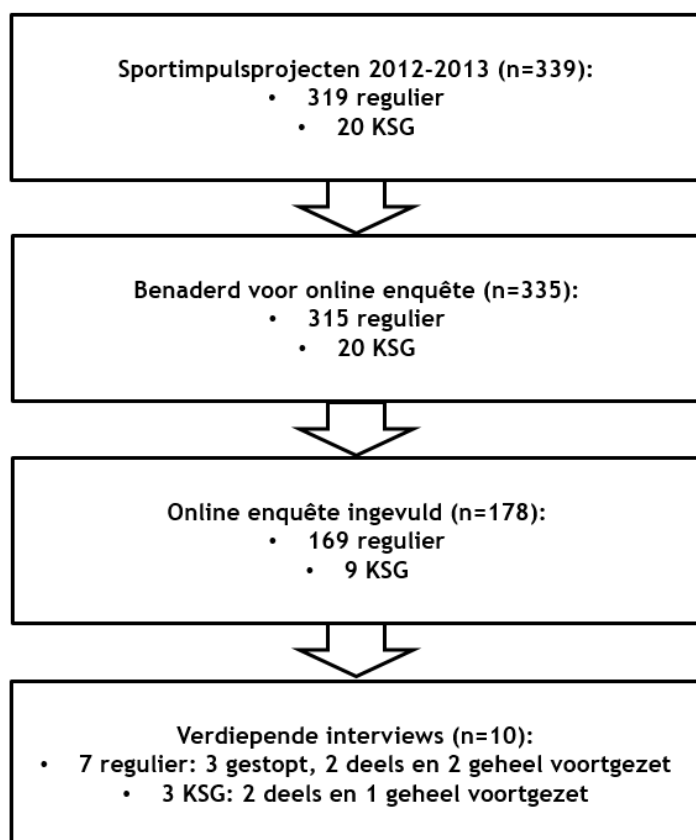 Sportimpulsprojecten 2012-2013 (n=339):
• 319 regulier
• 20 KSG
Benaderd voor online enquête (n=335):
• 315 regulier
• 20 KSG
Online enquête ingevuld (n=178):
• 169 regulier
• 9 KSG
Verdiepende interviews (n=10):
• 7 regulier: 3 gestopt, 2 deels en 2 geheel voortgezet
• 3 KSG: 2 deels en 1 geheel voortgezet